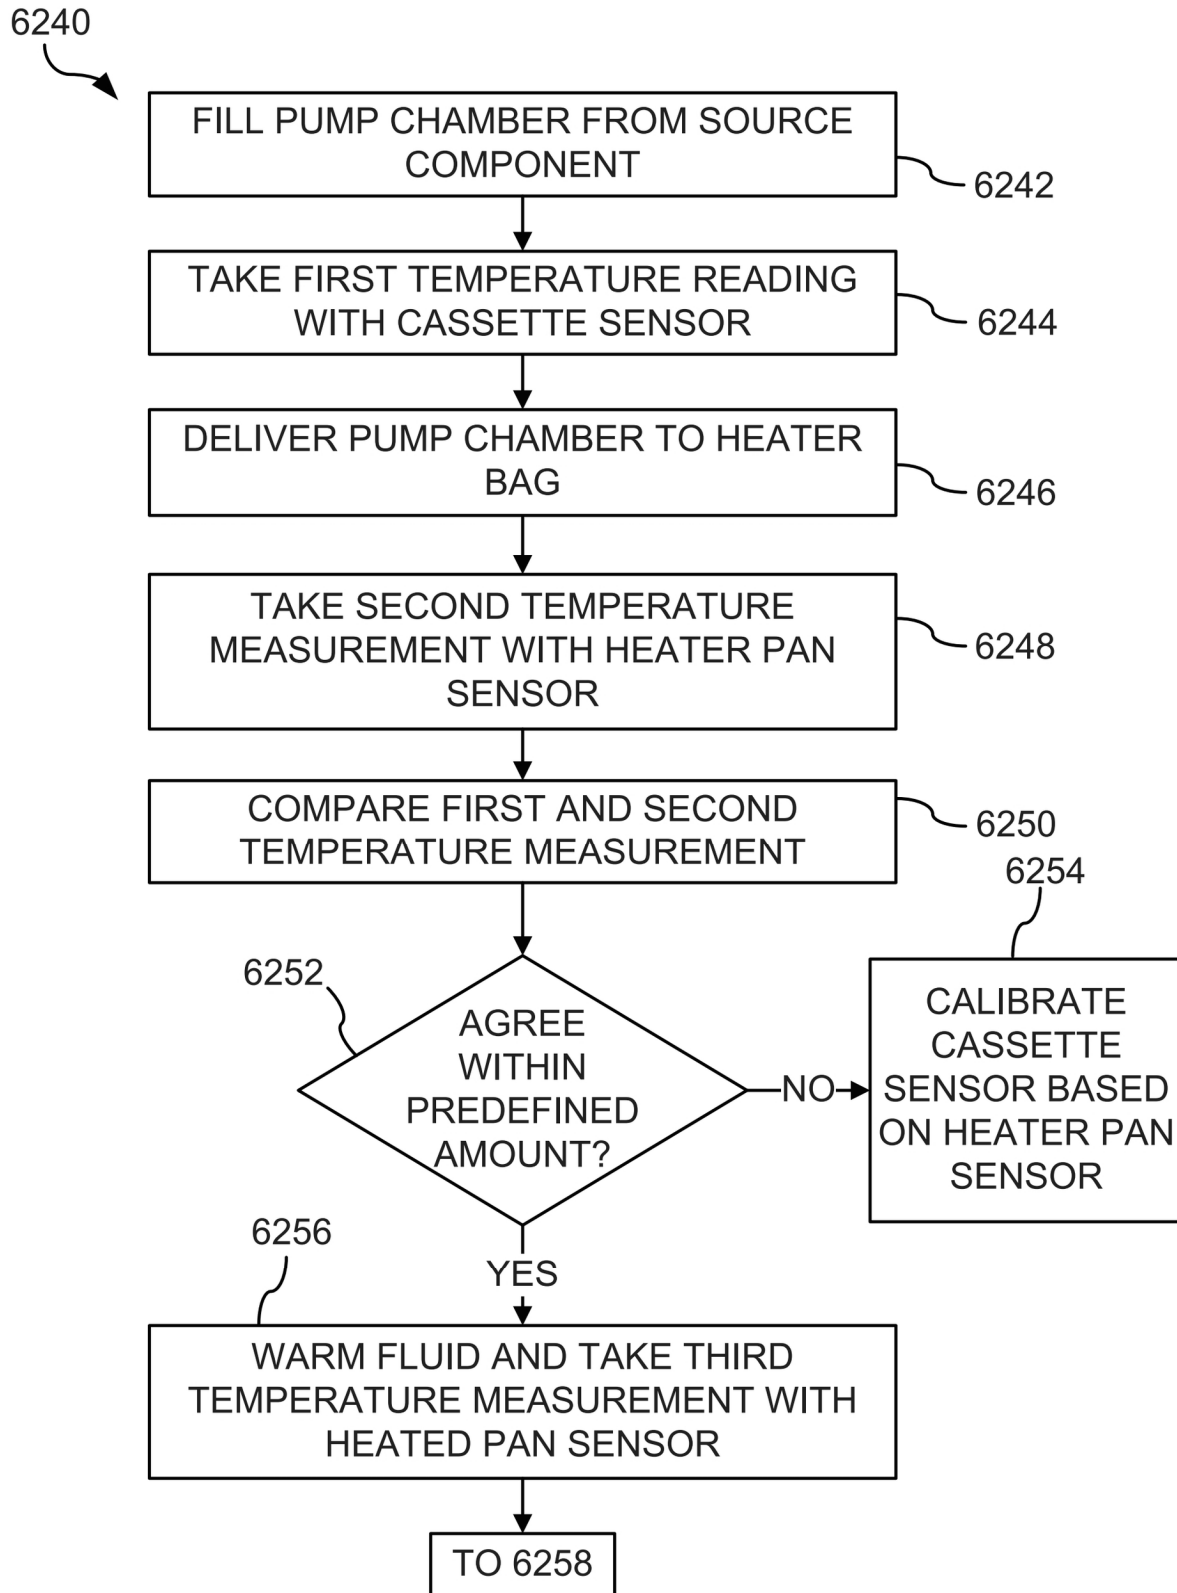 6240
FILL PUMP CHAMBER FROM SOURCE
COMPONENT
6242
TAKE FIRST TEMPERATURE READING
WITH CASSETTE SENSOR
6244
DELIVER PUMP CHAMBER TO HEATER
BAG
6246
TAKE SECOND TEMPERATURE
MEASUREMENT WITH HEATER PAN
SENSOR
6248
COMPARE FIRST AND SECOND
TEMPERATURE MEASUREMENT
6250
6252
AGREE
WITHIN
PREDEFINED
AMOUNT?
NO
6254
CALIBRATE
CASSETTE
SENSOR BASED
ON HEATER PAN
SENSOR
YES
6256
WARM FLUID AND TAKE THIRD
TEMPERATURE MEASUREMENT WITH
HEATED PAN SENSOR
TO 6258